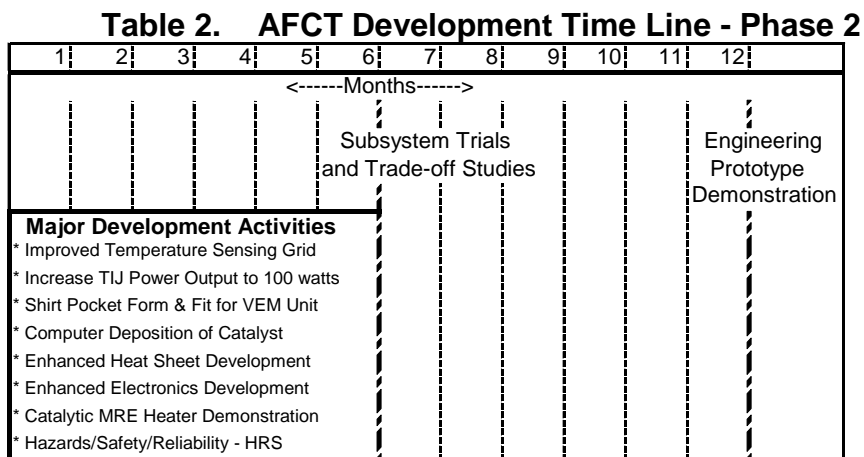 Table 2. AFCT Development Time Line - Phase 2
1 2 3 4 5 6 7 8 9 10 11 12
<------Months------>
Subsystem Trials
and Trade-off Studies
Engineering
Prototype
Demonstration
Major Development Activities
* Improved Temperature Sensing Grid
* Increase TIJ Power Output to 100 watts
* Shirt Pocket Form & Fit for VEM Unit
* Computer Deposition of Catalyst
* Enhanced Heat Sheet Development
* Enhanced Electronics Development
* Catalytic MRE Heater Demonstration
* Hazards/Safety/Reliability - HRS